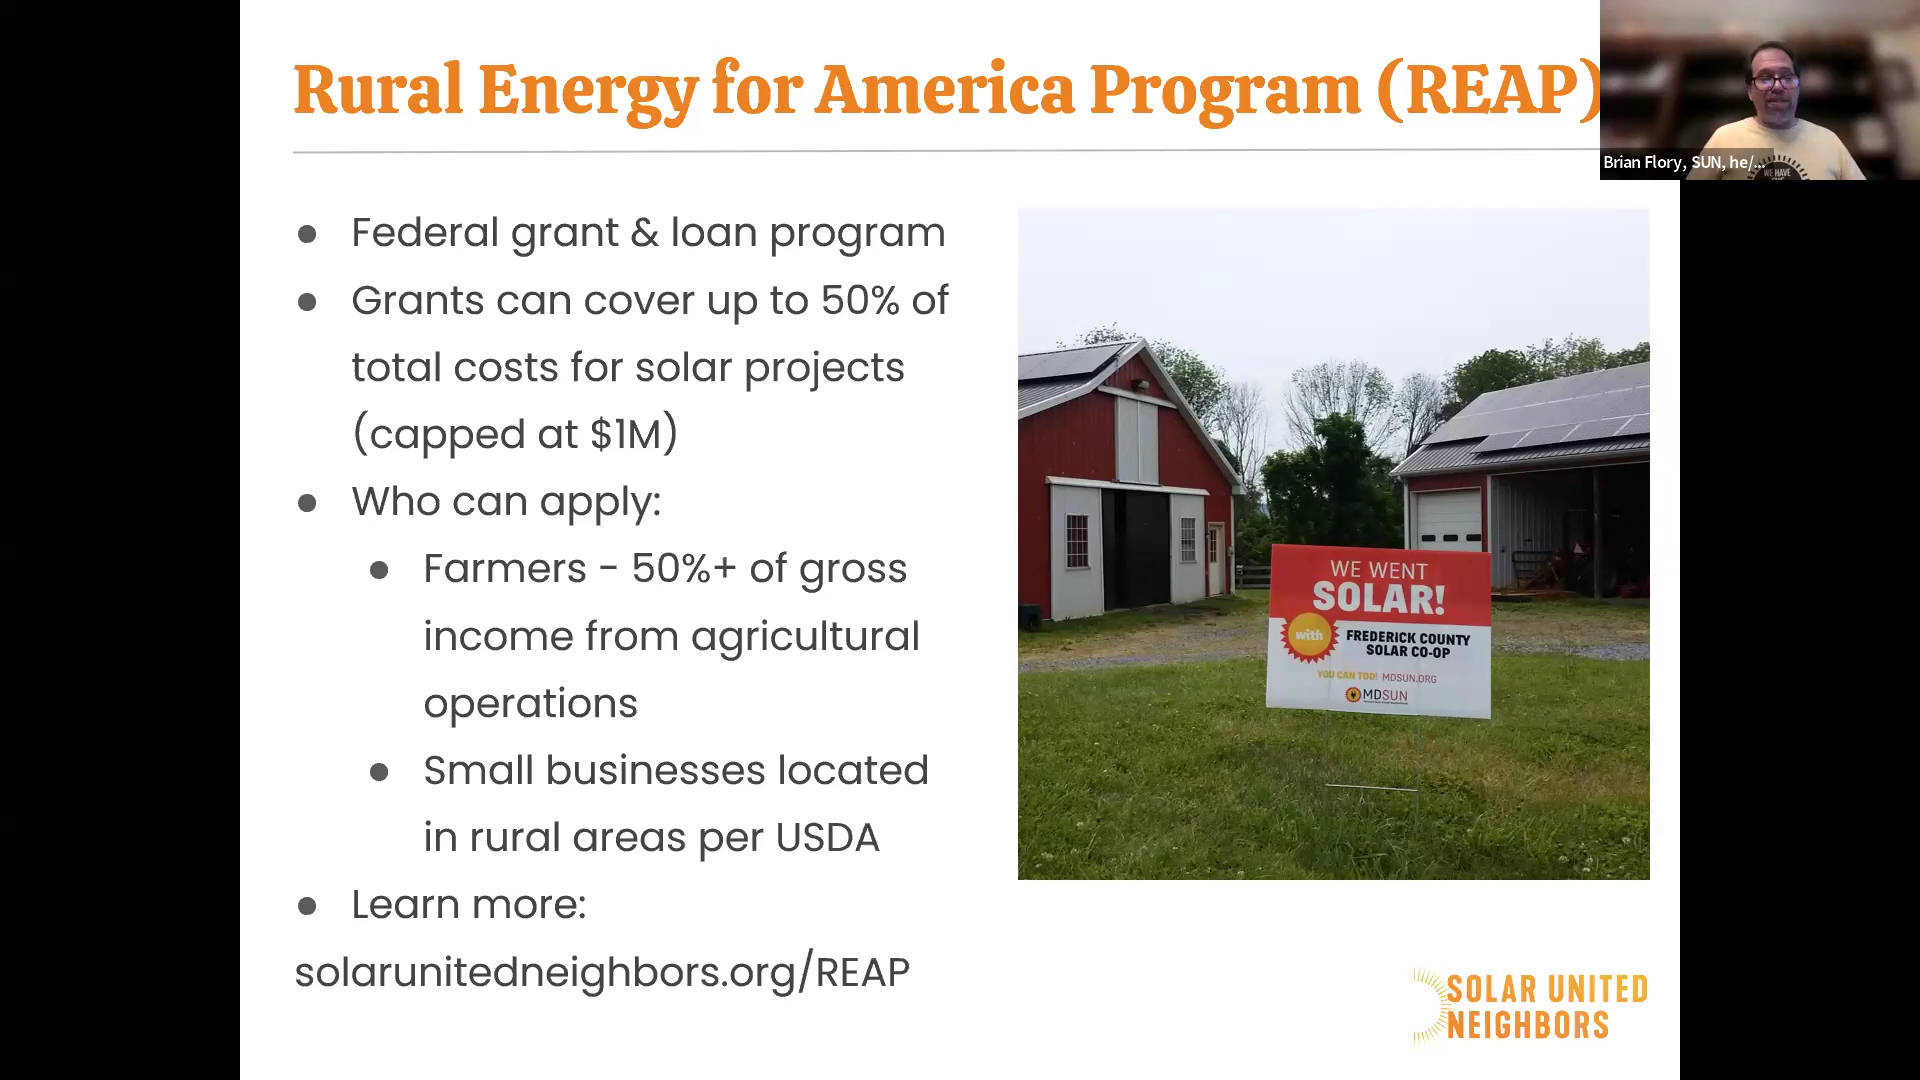 Rural Energy for America Program (REAP)
Brian Flory, SUN, he/...
WE HAVE
● Federal grant & loan program
● Grants can cover up to 50% of
total costs for solar projects
(capped at $1M)
● Who can apply:
● Farmers - 50%+ of gross
income from agricultural
operations
● Small businesses located
in rural areas per USDA
● Learn more:
solarunitedneighbors.org/REAP
WE WENT
SOLAR!
with
FREDERICK COUNTY
SOLAR CO-OP
YOU CAN TOO! MDSUN.ORG
MDSUN
SOLAR UNITED
NEIGHBORS